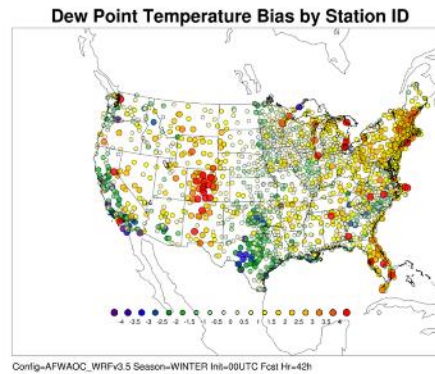 Dew Point Temperature Bias by Station ID
-4 -3.5 -3 -2.5 -2 -1.5 -1 -0.5 0 0.5 1 1.5 2 2.5 3 3.5 4
Config=AFWAOC_WRFv3.5 Season=WINTER Init=00UTC Fcst Hr=42h